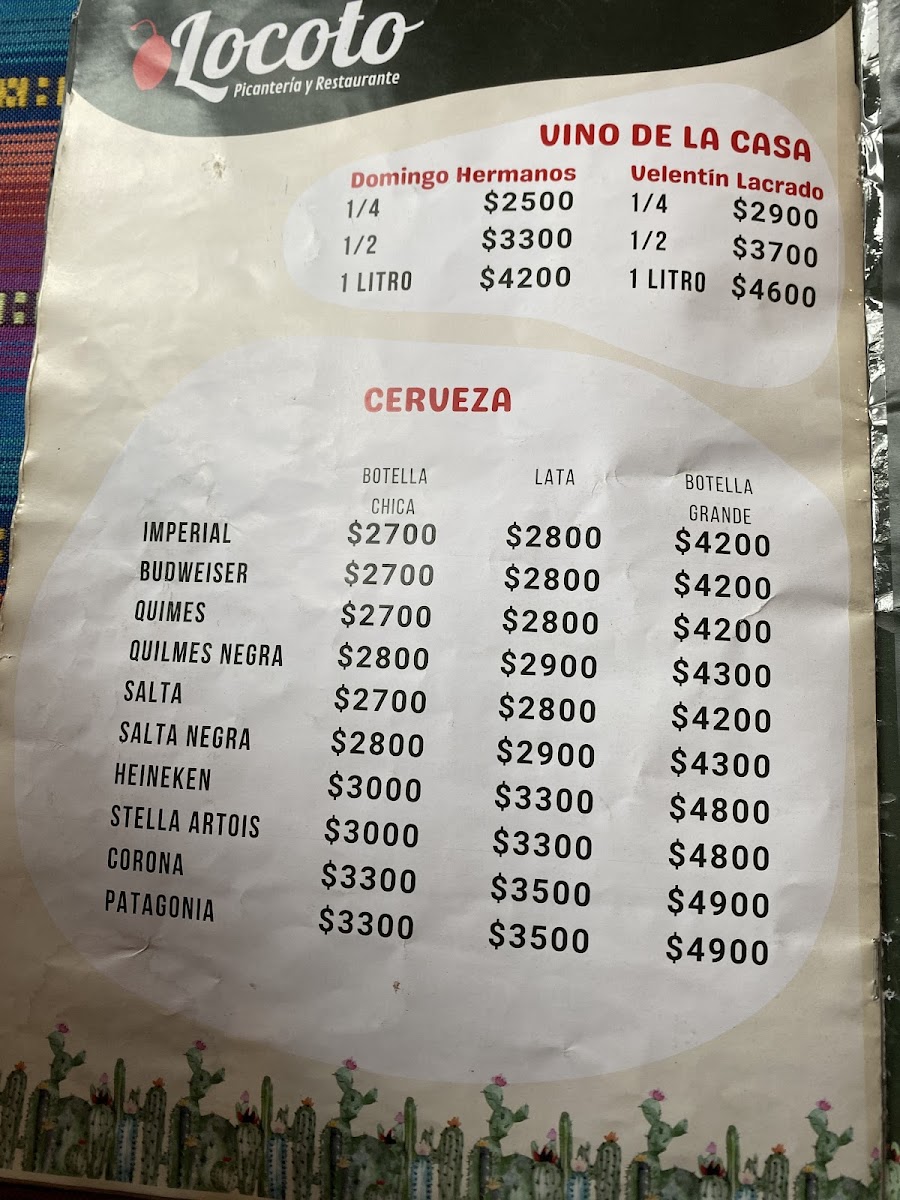 Locoto
Picantería y Restaurante
VINO DE LA CASA
Domingo Hermanos
1/4 $2500
1/2 $3300
1 LITRO $4200
Velentín Lacrado
1/4 $2900
1/2 $3700
1 LITRO $4600
CERVEZA
BOTELLA CHICA LATA BOTELLA GRANDE
IMPERIAL $2700 $2800 $4200
BUDWEISER $2700 $2800 $4200
QUIMES $2700 $2800 $4200
QUILMES NEGRA $2800 $2900 $4300
SALTA $2700 $2800 $4200
SALTA NEGRA $2800 $2900 $4300
HEINEKEN $3000 $3300 $4800
STELLA ARTOIS $3000 $3300 $4800
CORONA $3300 $3500 $4900
PATAGONIA $3300 $3500 $4900